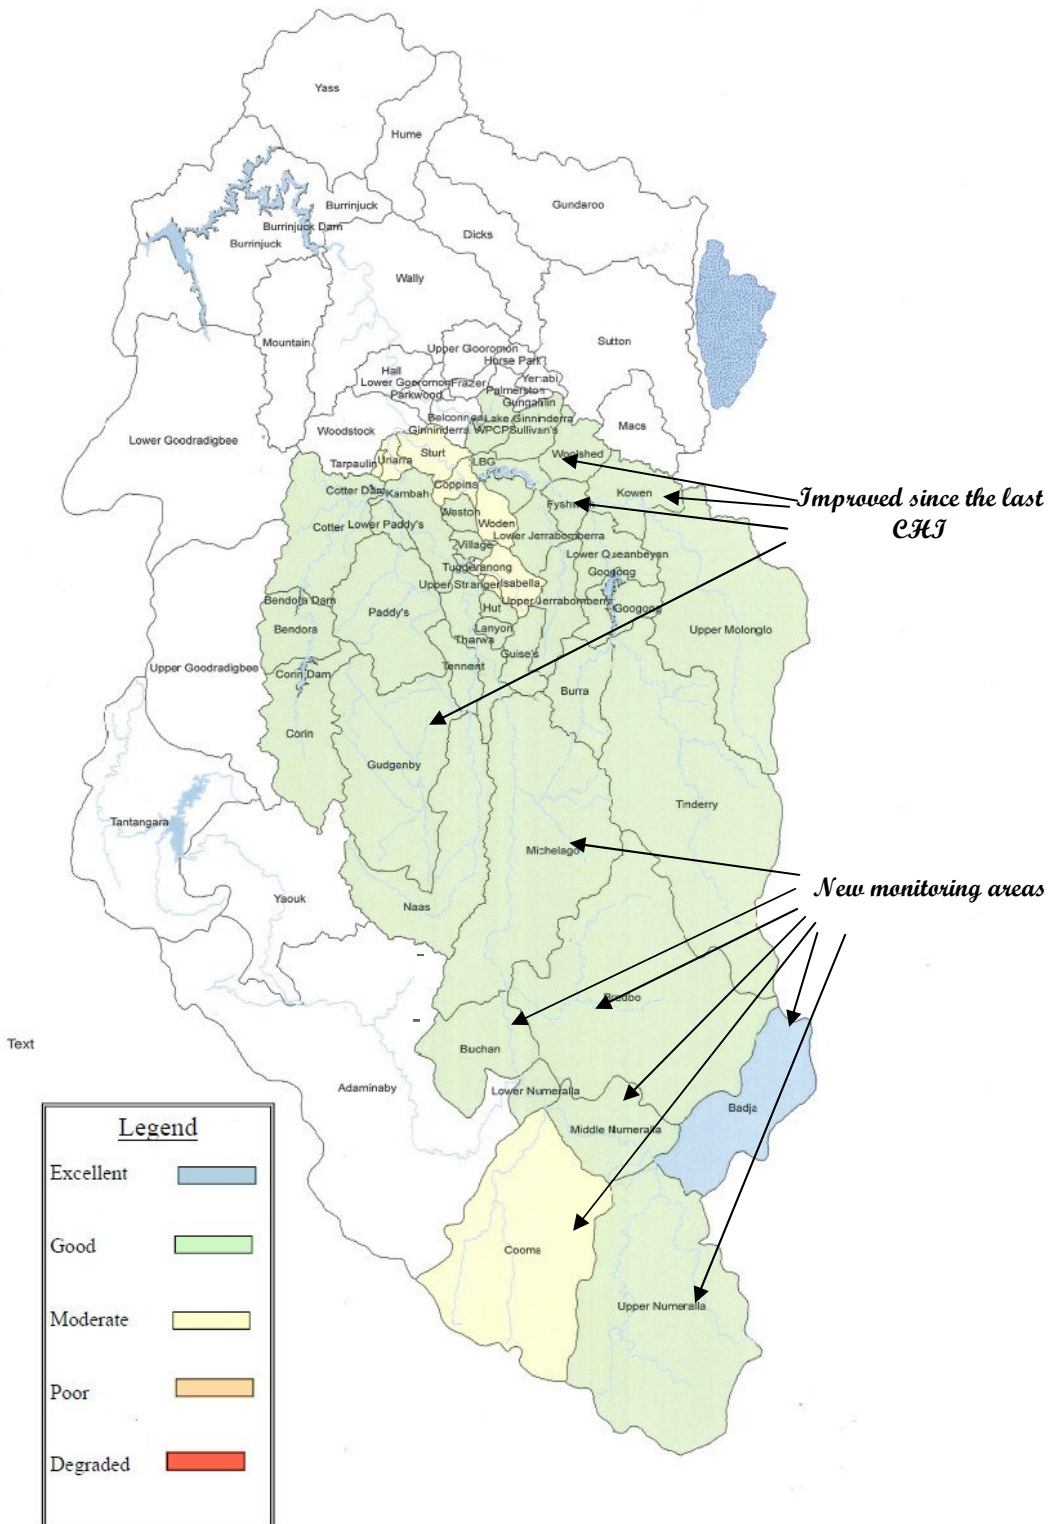 Yass
Hume
Burrinjuck
Gundaroo
Burrinjuck Dam
Dicks
Burrinjuck
Wally
Mountain
Sutton
Upper Gooromon
Horse Park
Hall
Yerrabi
Lower Gooromon
Frazer
Palmerston
Parkwood
Gungahlin
Belconnen
Lake Ginninderra
Macs
Woodstock
Ginninderra
WPCP
Sullivan's
Lower Goodradigbee
Sturt
Woolshed
Tarpaulin
Uriarra
LBG
Cotter Dam
Kambah
Coppins
Kowen
Improved since the last
CHI
Fyshwick
Weston
Cotter
Lower Paddy's
Woden
Lower Jerrabomberra
Village
Lower Queanbeyan
Tuggeranong
Googong
Upper Stranger
Isabella
Bendora Dam
Upper Jerrabomberra
Paddy's
Hut
Googong
Bendora
Lanyon
Upper Molonglo
Tharwa
Guise's
Upper Goodradigbee
Tennent
Corin Dam
Burra
Corin
Gudgenby
Tinderry
Tantangara
Michelago
New monitoring areas
Yaouk
Naas
Bredbo
Text
Buchan
Adaminaby
Lower Numeralla
Badja
Middle Numeralla
Cooma
Upper Numeralla
Legend
Excellent
Good
Moderate
Poor
Degraded